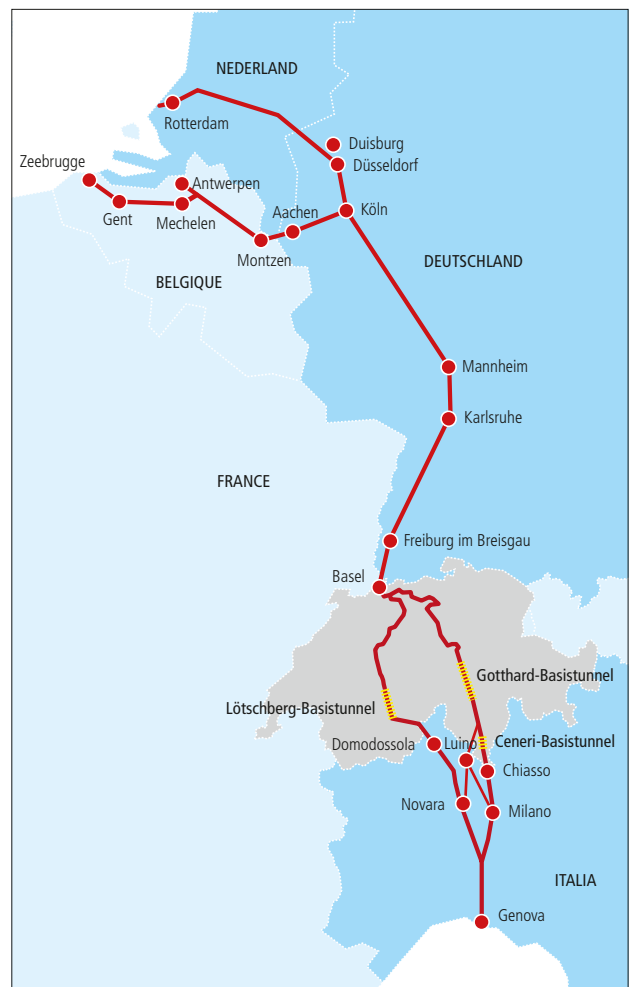 NEDERLAND
Rotterdam
Duisburg
Zeebrugge
Düsseldorf
Antwerpen
Aachen
Köln
Gent
Mechelen
Montzen
DEUTSCHLAND
BELGIQUE
Mannheim
Karlsruhe
FRANCE
Freiburg im Breisgau
Basel
Gotthard-Basistunnel
Lötschberg-Basistunnel
Domodossola
Luino
Ceneri-Basistunnel
Chiasso
Novara
Milano
ITALIA
Genova